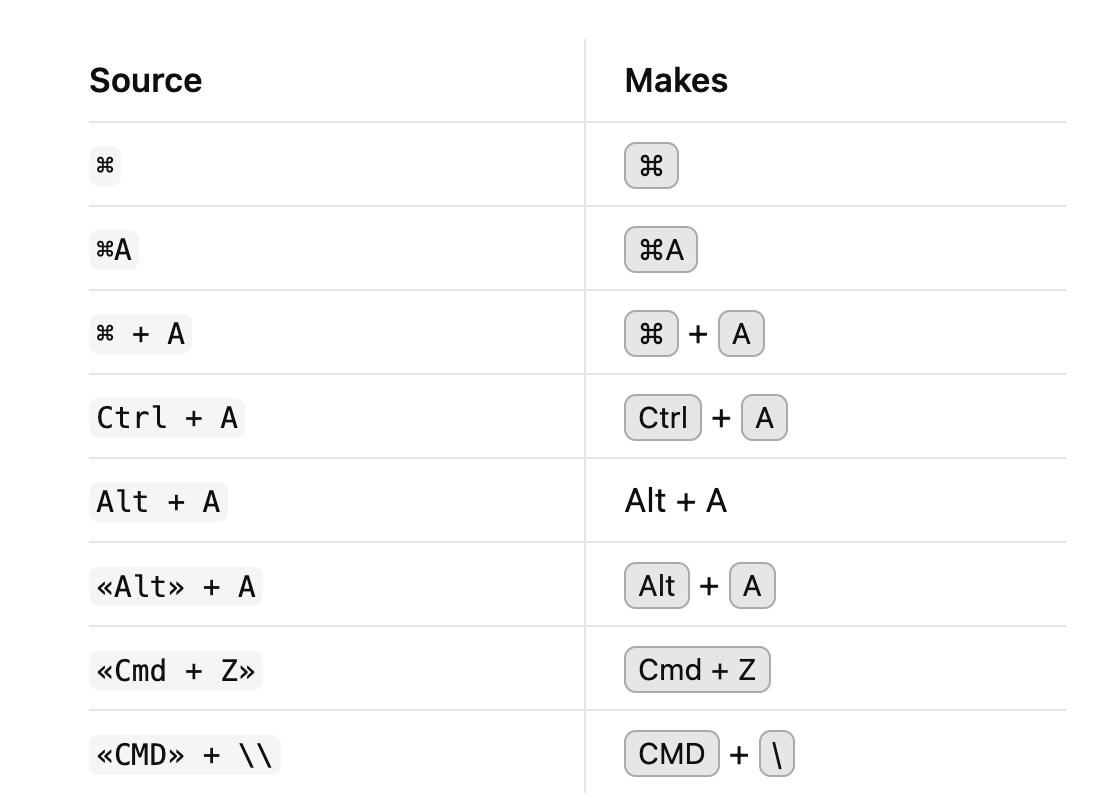 Source Makes
⌘ ⌘
⌘A ⌘A
⌘ + A ⌘ + A
Ctrl + A Ctrl + A
Alt + A Alt + A
«Alt» + A Alt + A
«Cmd + Z» Cmd + Z
«CMD» + \\ CMD + \